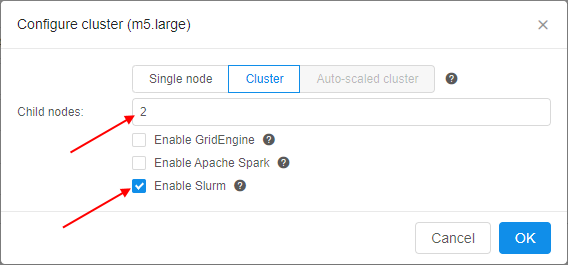 Configure cluster (m5.large)
Single node Cluster Auto-scaled cluster ?
Child nodes: 2
Enable GridEngine ?
Enable Apache Spark ?
Enable Slurm ?
Cancel OK